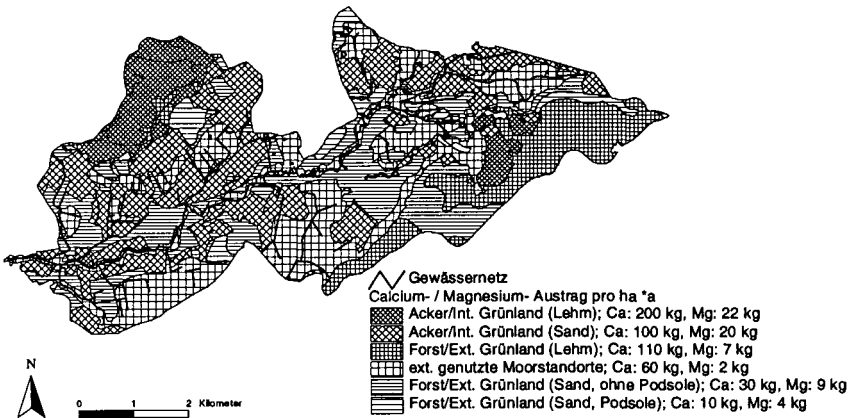 Gewässernetz
Calcium- / Magnesium- Austrag pro ha *a
Acker/Int. Grünland (Lehm); Ca: 200 kg, Mg: 22 kg
Acker/Int. Grünland (Sand); Ca: 100 kg, Mg: 20 kg
Forst/Ext. Grünland (Lehm); Ca: 110 kg, Mg: 7 kg
ext. genutzte Moorstandorte; Ca: 60 kg, Mg: 2 kg
Forst/Ext. Grünland (Sand, ohne Podsole); Ca: 30 kg, Mg: 9 kg
Forst/Ext. Grünland (Sand, Podsole); Ca: 10 kg, Mg: 4 kg
N
0 1 2 Kilometer